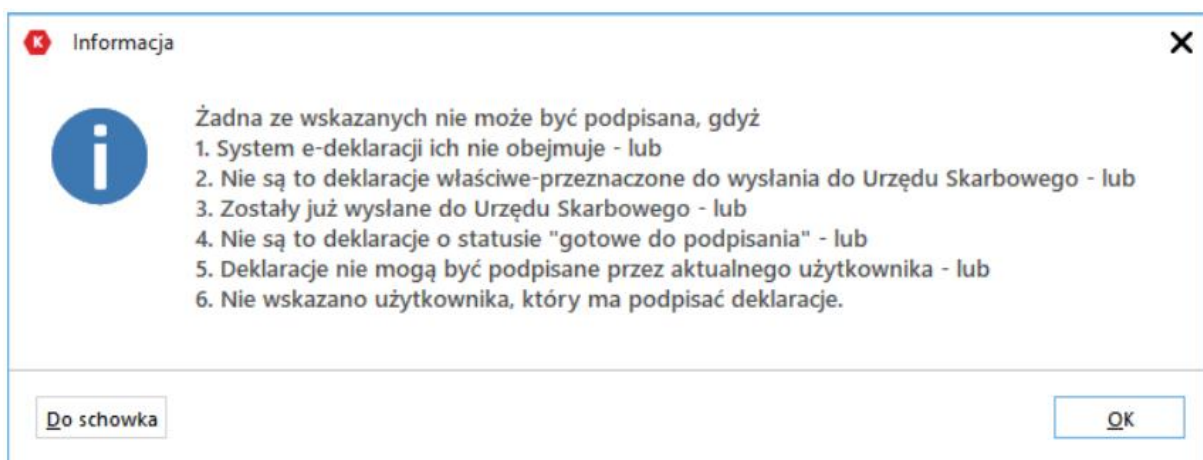 K Informacja
Żadna ze wskazanych nie może być podpisana, gdyż
1. System e-deklaracji ich nie obejmuje - lub
2. Nie są to deklaracje właściwe-przeznaczone do wysłania do Urzędu Skarbowego - lub
3. Zostały już wysłane do Urzędu Skarbowego - lub
4. Nie są to deklaracje o statusie "gotowe do podpisania" - lub
5. Deklaracje nie mogą być podpisane przez aktualnego użytkownika - lub
6. Nie wskazano użytkownika, który ma podpisać deklaracje.
Do schowka
OK